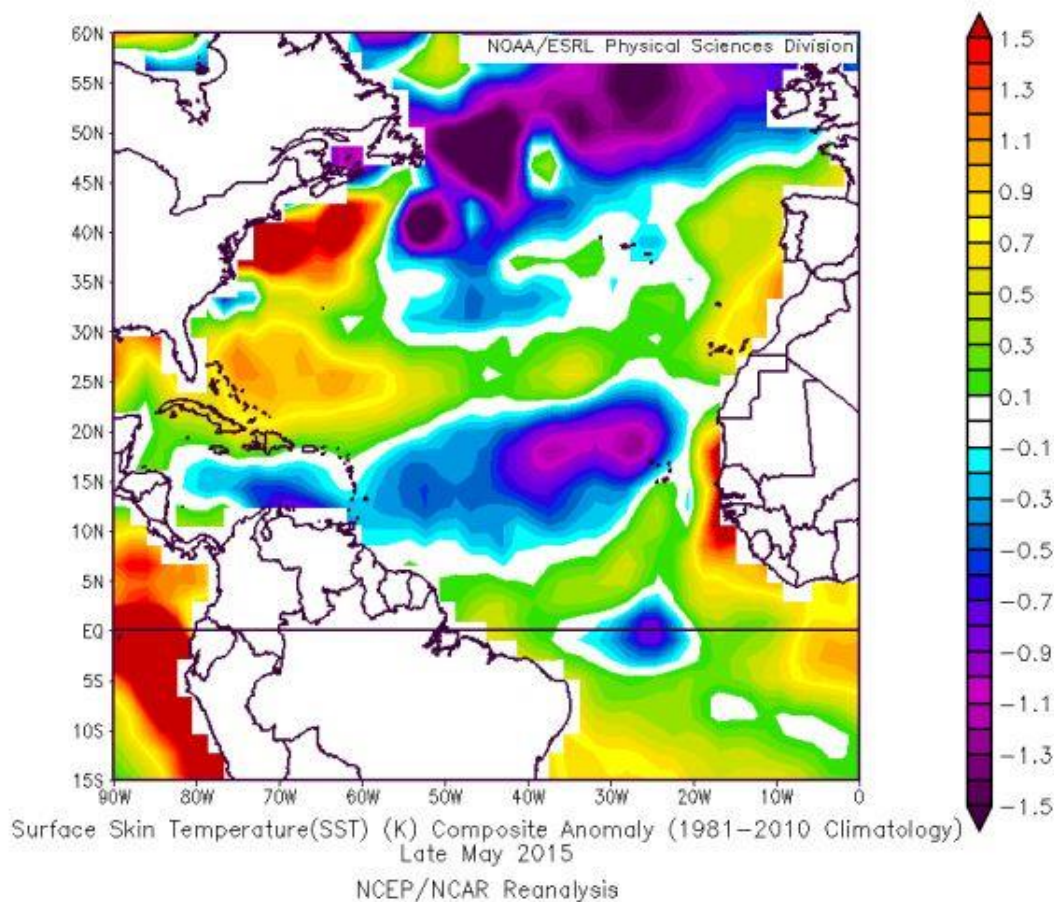 NOAA/ESRL Physical Sciences Division
60N
55N
50N
45N
40N
35N
30N
25N
20N
15N
10N
5N
EQ
5S
10S
15S
90W 80W 70W 60W 50W 40W 30W 20W 10W 0
1.5
1.3
1.1
0.9
0.7
0.5
0.3
0.1
-0.1
-0.3
-0.5
-0.7
-0.9
-1.1
-1.3
-1.5
Surface Skin Temperature(SST) (K) Composite Anomaly (1981-2010 Climatology)
Late May 2015
NCEP/NCAR Reanalysis